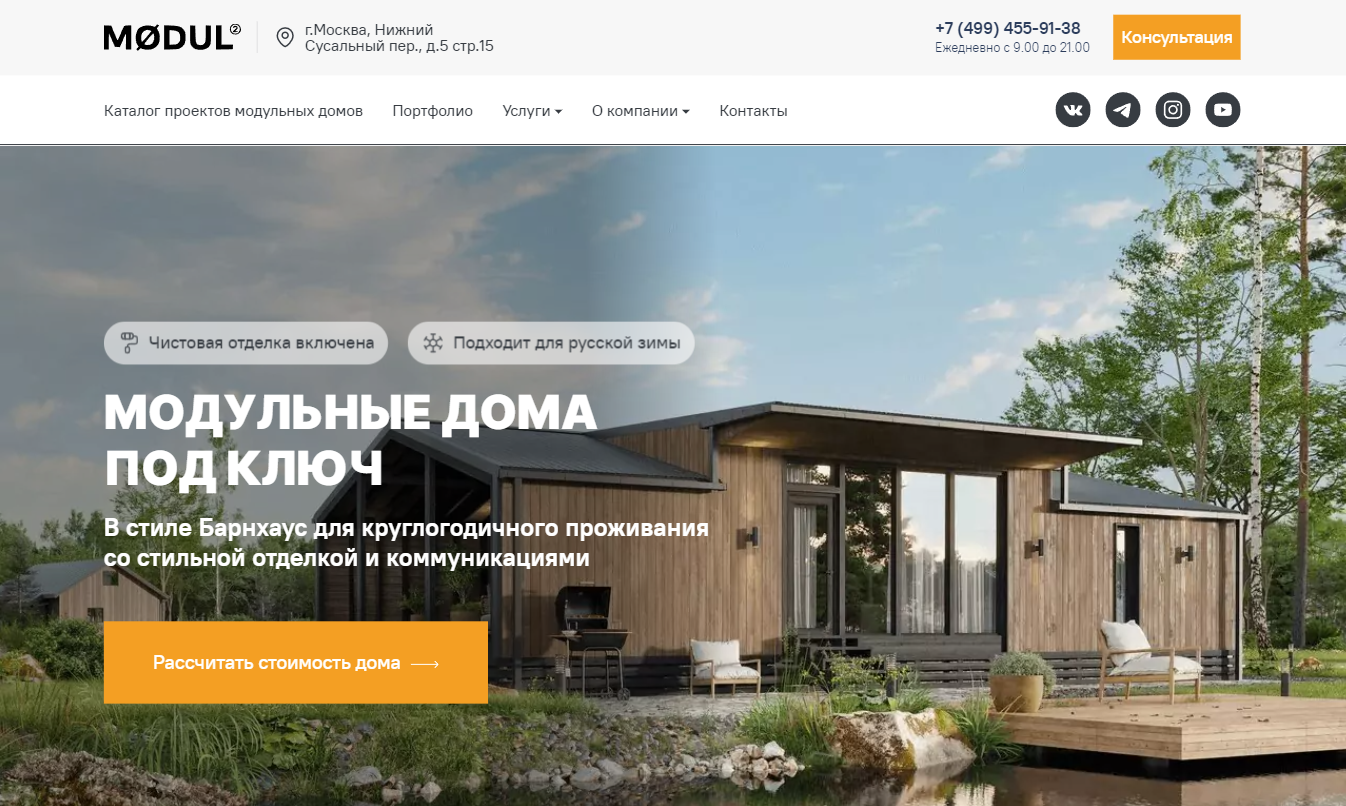 MØDUL②
г.Москва, Нижний
Сусальный пер., д.5 стр.15
+7 (499) 455-91-38
Ежедневно с 9.00 до 21.00
Консультация
Каталог проектов модульных домов Портфолио Услуги О компании Контакты
Чистовая отделка включена Подходит для русской зимы
МОДУЛЬНЫЕ ДОМА
ПОД КЛЮЧ
В стиле Барнхаус для круглогодичного проживания
со стильной отделкой и коммуникациями
Рассчитать стоимость дома